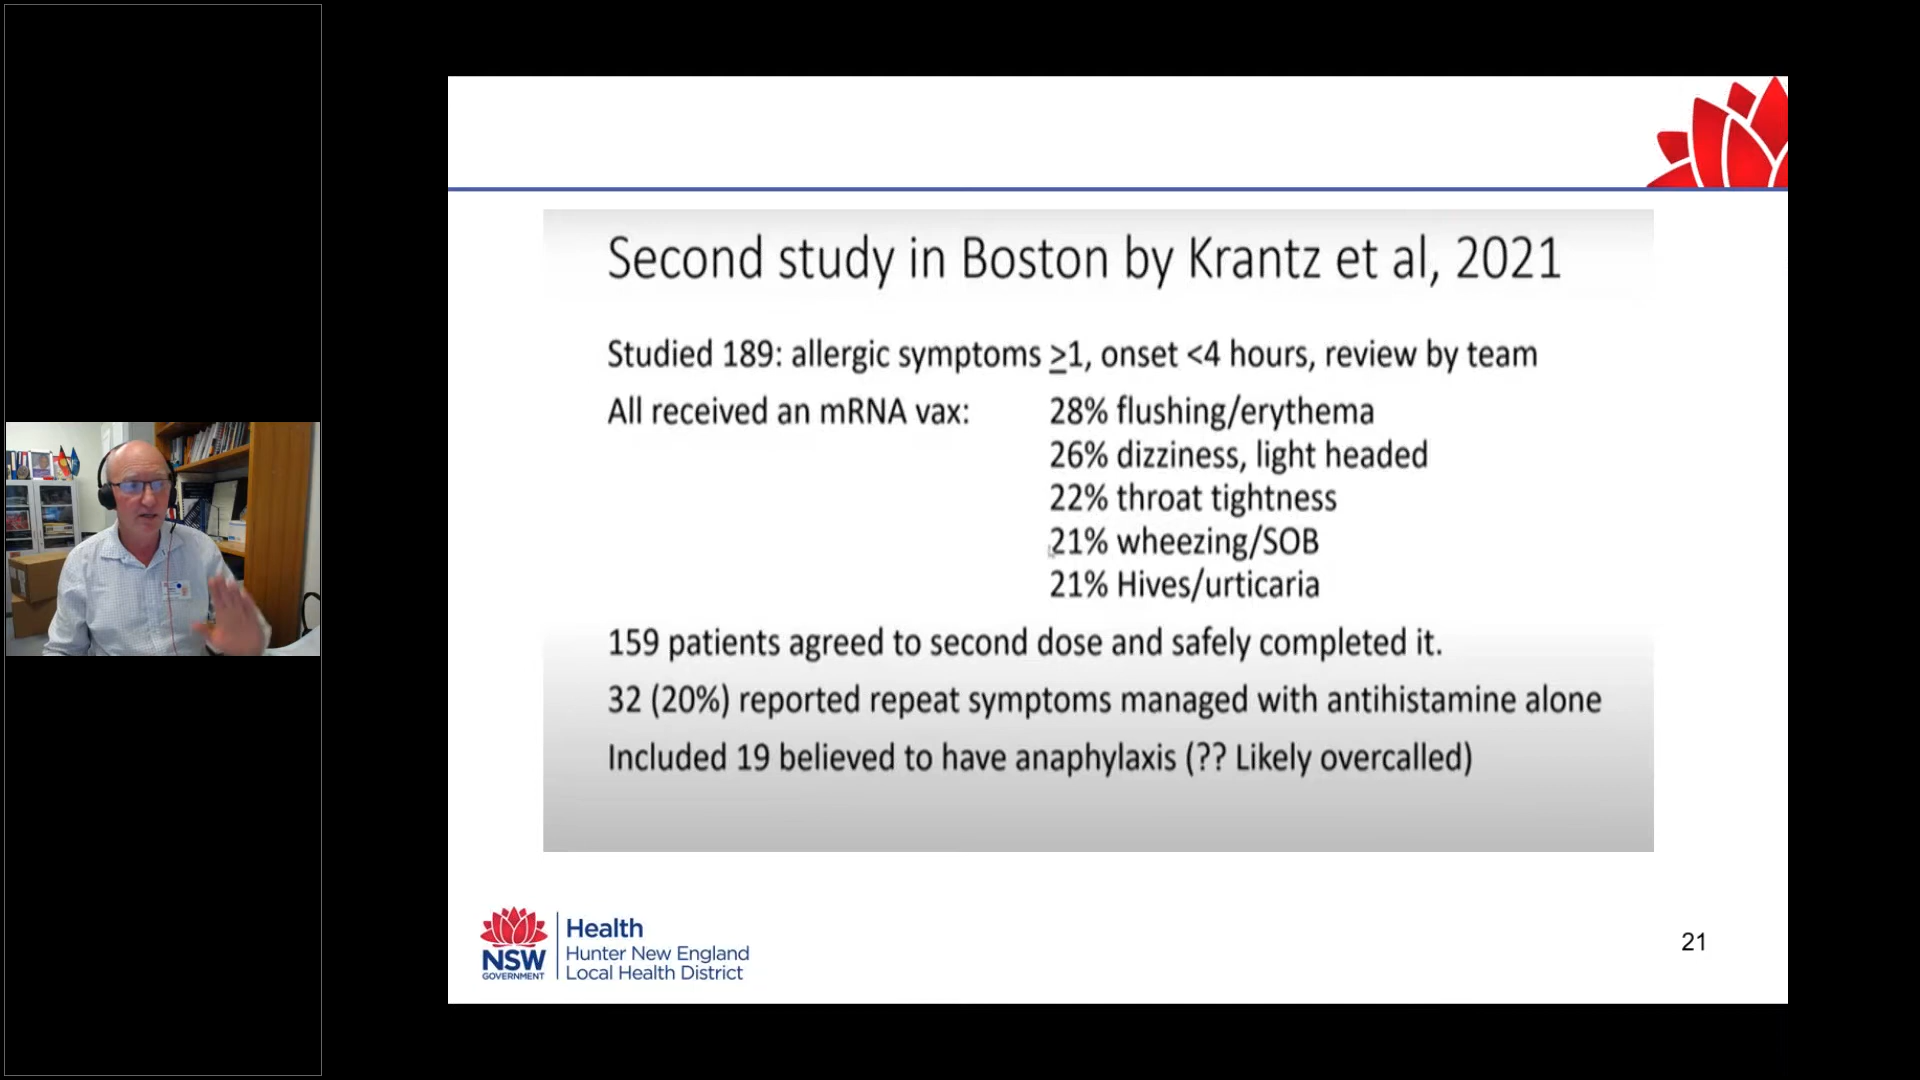 Second study in Boston by Krantz et al, 2021
Studied 189: allergic symptoms ≥1, onset <4 hours, review by team
All received an mRNA vax: 28% flushing/erythema
26% dizziness, light headed
22% throat tightness
21% wheezing/SOB
21% Hives/urticaria
159 patients agreed to second dose and safely completed it.
32 (20%) reported repeat symptoms managed with antihistamine alone
Included 19 believed to have anaphylaxis (?? Likely overcalled)
NSW
GOVERNMENT
Health
Hunter New England
Local Health District
21